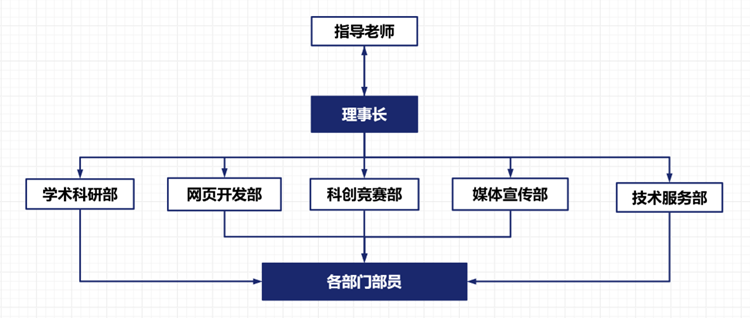 指导老师
理事长
学术科研部
网页开发部
科创竞赛部
媒体宣传部
技术服务部
各部门部员